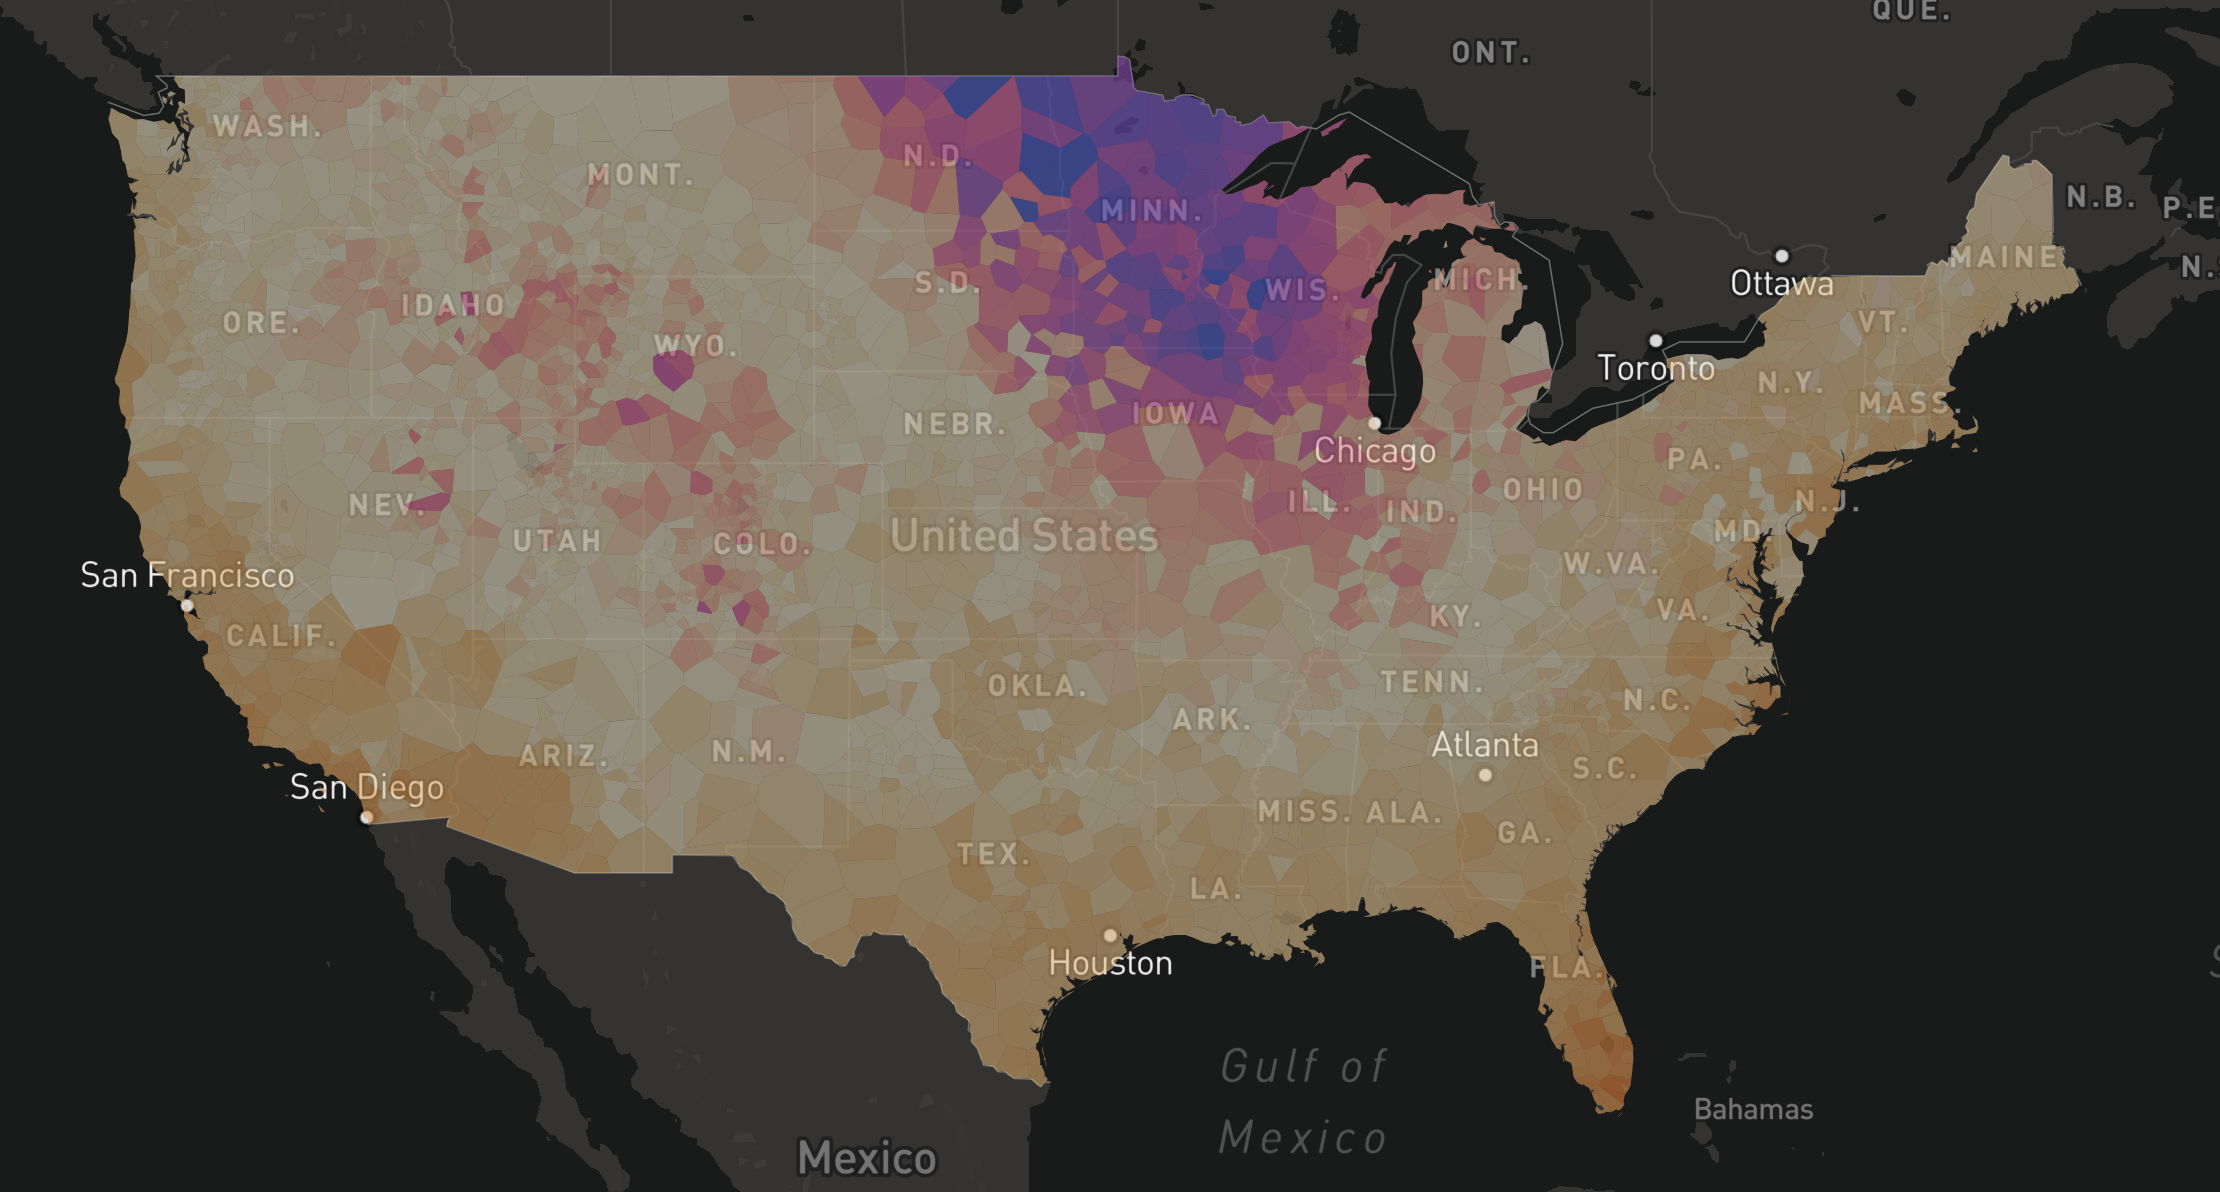 QUE.
ONT.
WASH.
N.D.
MONT.
MINN.
N.B.
P.E.
MAINE
Ottawa
S.D.
WIS.
MICH.
IDAHO
ORE.
VT.
WYO.
Toronto
N.Y.
MASS.
NEBR.
IOWA
Chicago
PA.
NEV.
ILL.
IND.
OHIO
N.J.
UTAH
COLO.
United States
MD.
San Francisco
W.VA.
CALIF.
KY.
VA.
OKLA.
TENN.
N.C.
ARIZ.
N.M.
ARK.
Atlanta
San Diego
S.C.
MISS.
ALA.
GA.
TEX.
LA.
Houston
FLA.
Gulf of
Mexico
Bahamas
Mexico